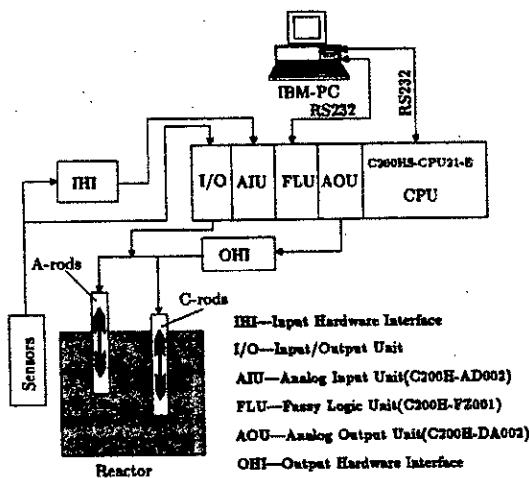 IBM-PC
RS232
RS232
IHI
I/O
AIU
FLU
AOU
C200HS-CPU21-E
CPU
OHI
A-rods
C-rods
Sensors
Reactor
IHI—Input Hardware Interface
I/O—Input/Output Unit
AIU—Analog Input Unit(C200H-AD002)
FLU—Fuzzy Logic Unit(C200H-FZ001)
AOU—Analog Output Unit(C200H-DA002)
OHI—Output Hardware Interface